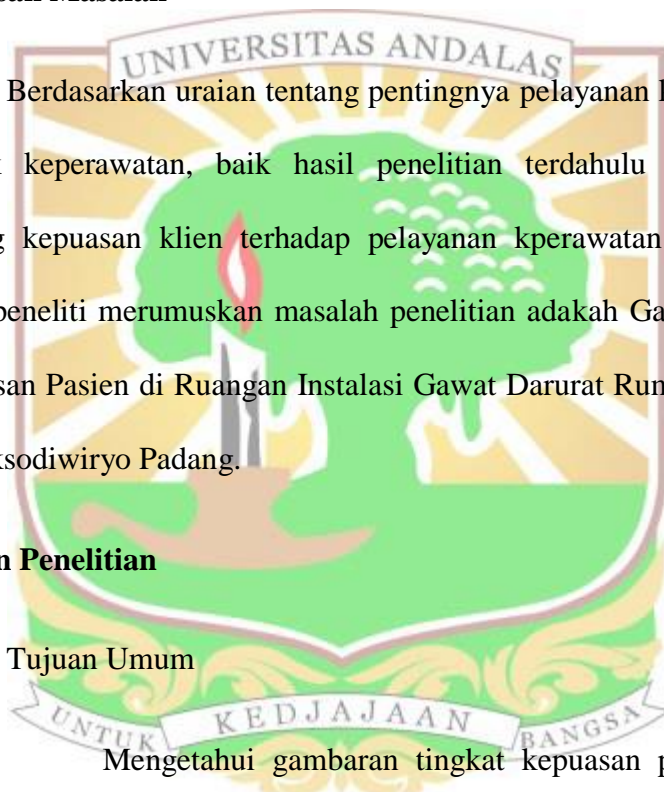 UNIVERSITAS ANDALAS
Berdasarkan uraian tentang pentingnya pelayanan
keperawatan, baik hasil penelitian terdahulu
kepuasan klien terhadap pelayanan kperawatan
peneliti merumuskan masalah penelitian adakah Ga
san Pasien di Ruangan Instalasi Gawat Darurat Rum
ksodiwiryo Padang.
n Penelitian
Tujuan Umum
UNTUK KEDJAJAAN BANGSA
Mengetahui gambaran tingkat kepuasan p